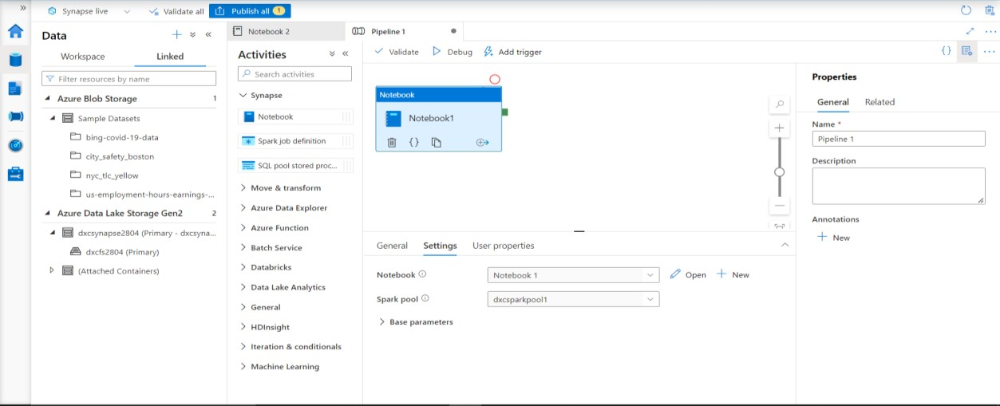 Synapse live
Validate all
Publish all 1
Data
Workspace
Linked
Filter resources by name
Azure Blob Storage 1
Sample Datasets
bing-covid-19-data
city_safety_boston
nyc_tlc_yellow
us-employment-hours-earnings-...
Azure Data Lake Storage Gen2 2
dxcsynapse2804 (Primary - dxcsyna...
dxcfs2804 (Primary)
(Attached Containers)
Notebook 2
Pipeline 1
Activities
Search activities
Synapse
Notebook
Spark job definition
SQL pool stored proc...
Move & transform
Azure Data Explorer
Azure Function
Batch Service
Databricks
Data Lake Analytics
General
HDInsight
Iteration & conditionals
Machine Learning
Validate
Debug
Add trigger
Notebook
Notebook1
General
Settings
User properties
Notebook
Notebook 1
Open
New
Spark pool
dxcsparkpool1
Base parameters
Properties
General
Related
Name *
Pipeline 1
Description
Annotations
New